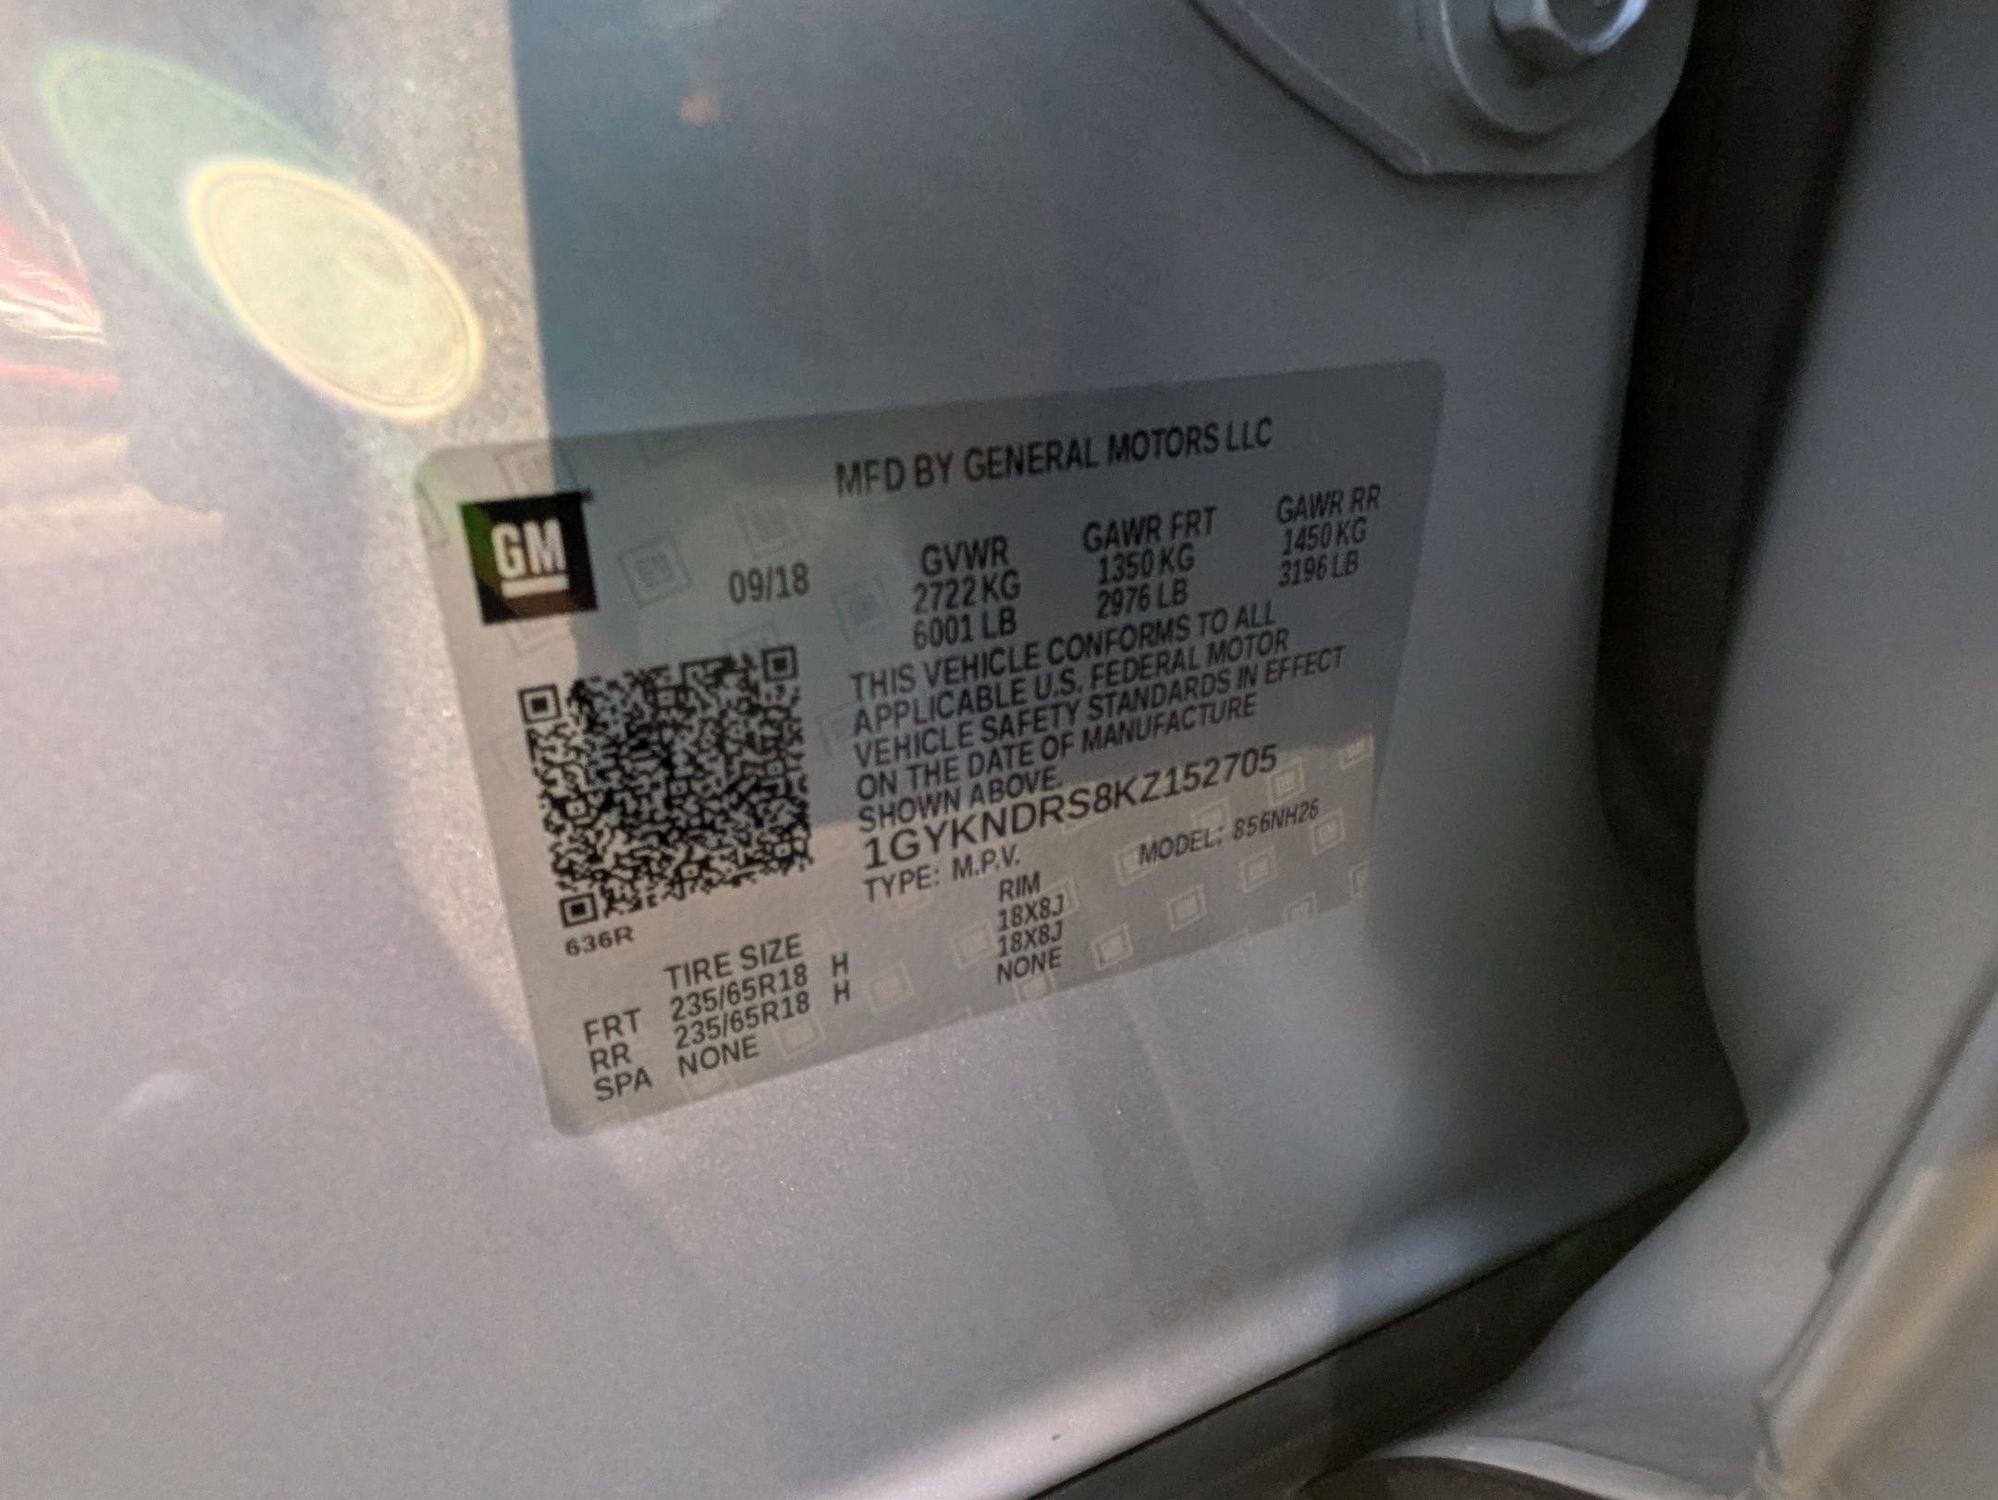 MFD BY GENERAL MOTORS LLC
GM
09/18
GVWR GAWR FRT GAWR RR
2722 KG 1350 KG 1450 KG
6001 LB 2976 LB 3196 LB
THIS VEHICLE CONFORMS TO ALL
APPLICABLE U.S. FEDERAL MOTOR
VEHICLE SAFETY STANDARDS IN EFFECT
ON THE DATE OF MANUFACTURE
SHOWN ABOVE.
1GYKNDRS8KZ152705
TYPE: M.P.V. MODEL: 856NH26
636R
TIRE SIZE RIM
FRT 235/65R18 H 18X8J
RR 235/65R18 H 18X8J
SPA NONE NONE